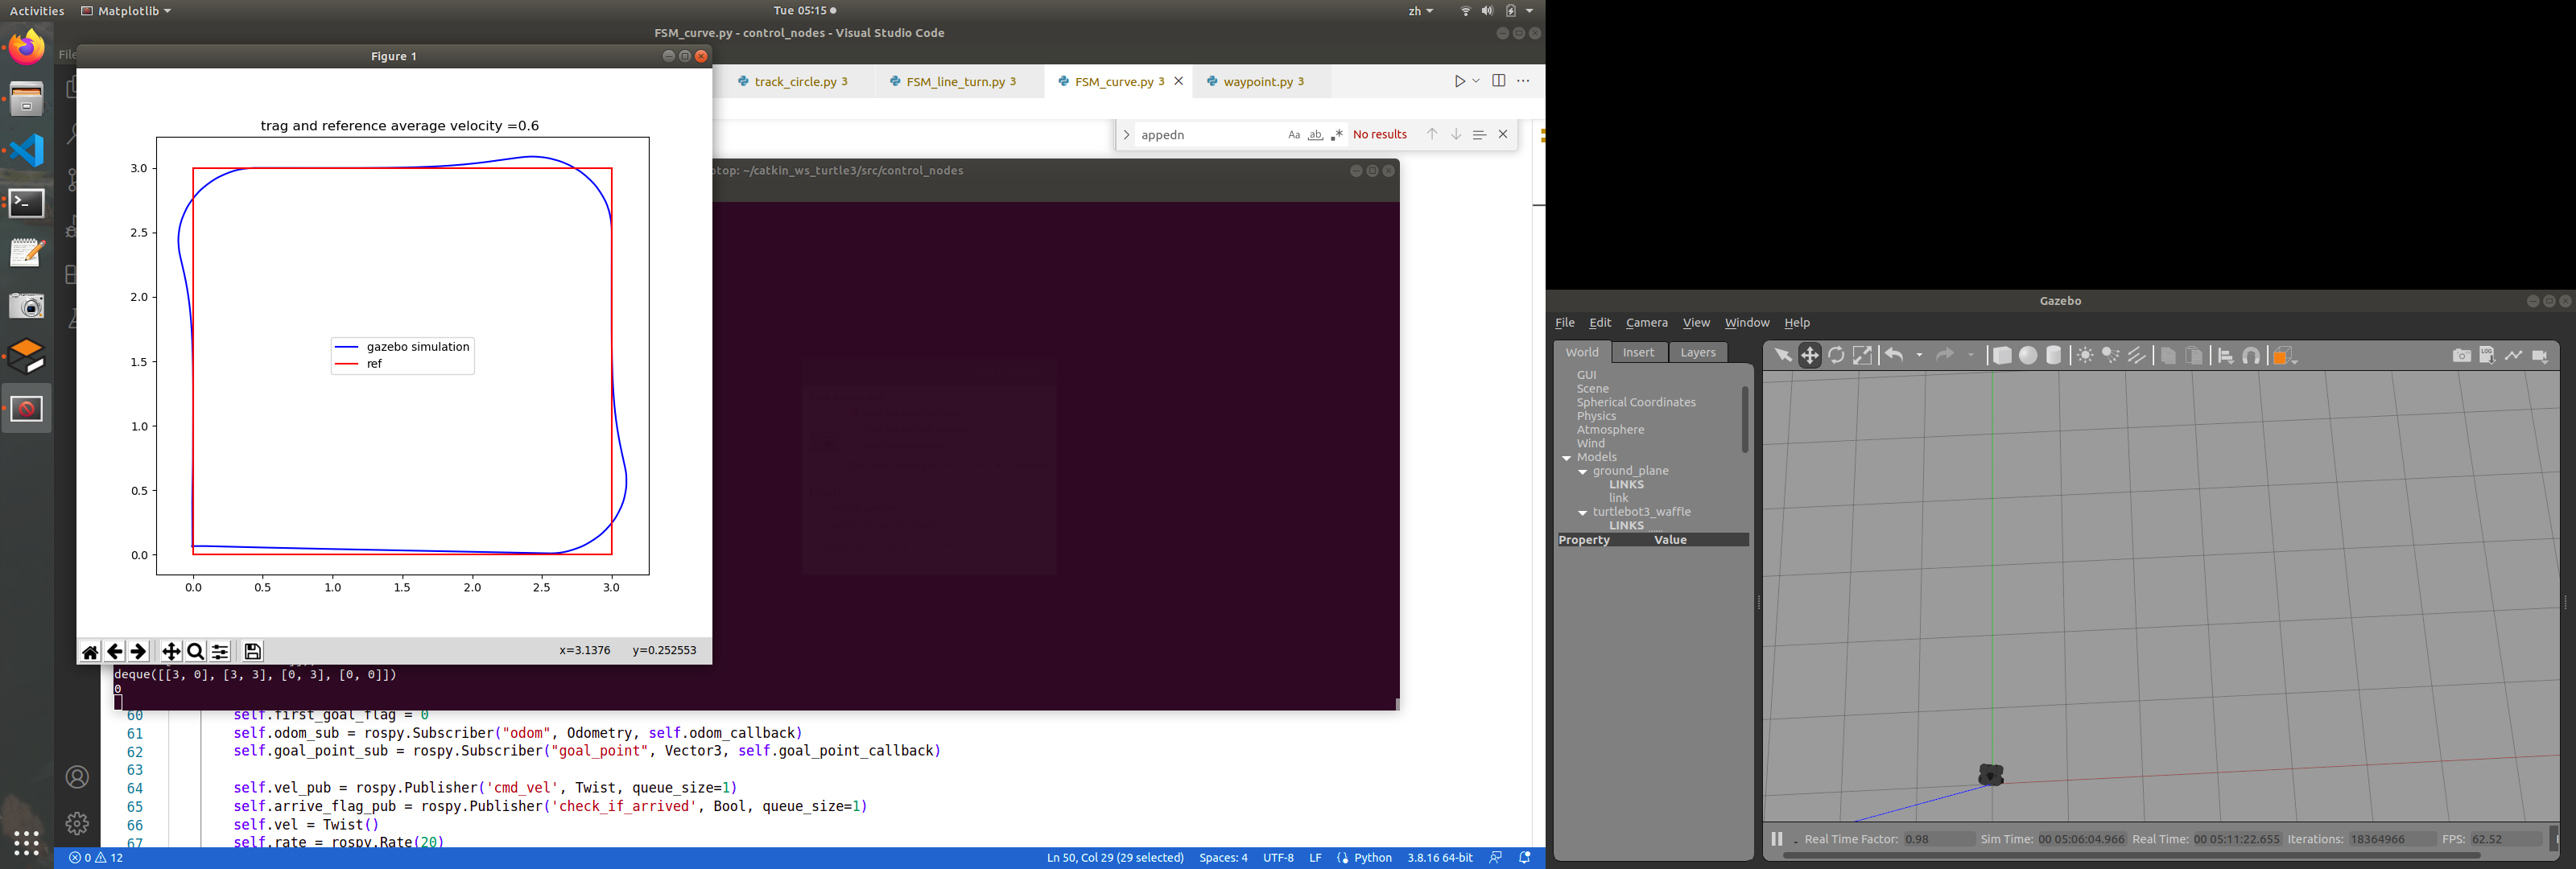 Activities
Matplotlib
Tue 05:15
zh
FSM_curve.py - control_nodes - Visual Studio Code
File
Figure 1
track_circle.py 3
FSM_line_turn.py 3
FSM_curve.py 3
waypoint.py 3
appedn
Aa
ab
No results
top: ~/catkin_ws_turtle3/src/control_nodes
trag and reference average velocity =0.6
3.0
2.5
2.0
1.5
1.0
0.5
0.0
gazebo simulation
ref
0.0 0.5 1.0 1.5 2.0 2.5 3.0
x=3.1376 y=0.252553
deque([[3, 0], [3, 3], [0, 3], [0, 0]])
0
60 self.first_goal_flag = 0
61 self.odom_sub = rospy.Subscriber("odom", Odometry, self.odom_callback)
62 self.goal_point_sub = rospy.Subscriber("goal_point", Vector3, self.goal_point_callback)
63
64 self.vel_pub = rospy.Publisher('cmd_vel', Twist, queue_size=1)
65 self.arrive_flag_pub = rospy.Publisher('check_if_arrived', Bool, queue_size=1)
66 self.vel = Twist()
67 self.rate = rospy.Rate(20)
0 12
Ln 50, Col 29 (29 selected)
Spaces: 4
UTF-8
LF
Python
3.8.16 64-bit
Gazebo
File Edit Camera View Window Help
World Insert Layers
LOG
GUI
Scene
Spherical Coordinates
Physics
Atmosphere
Wind
Models
ground_plane
LINKS
link
turtlebot3_waffle
LINKS
Property Value
Real Time Factor: 0.98 Sim Time: 00 05:06:04.966 Real Time: 00 05:11:22.655 Iterations: 18364966 FPS: 62.52